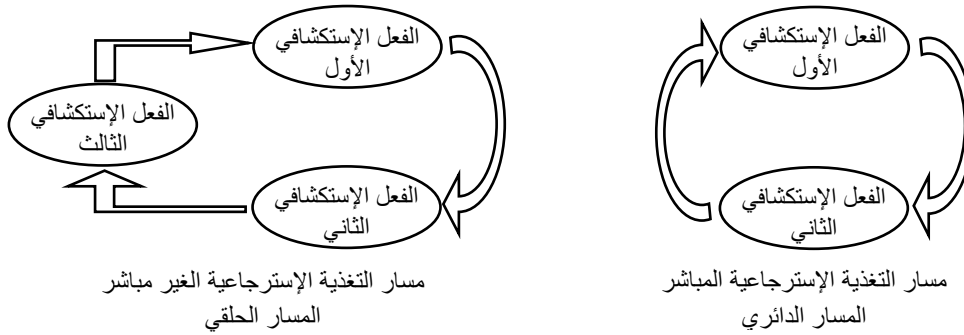 الفعل الإستكشافي
الأول
الفعل الإستكشافي
الثاني
مسار التغذية الإسترجاعية المباشر
المسار الدائري
الفعل الإستكشافي
الأول
الفعل الإستكشافي
الثالث
الفعل الإستكشافي
الثاني
مسار التغذية الإسترجاعية الغير مباشر
المسار الحلقي